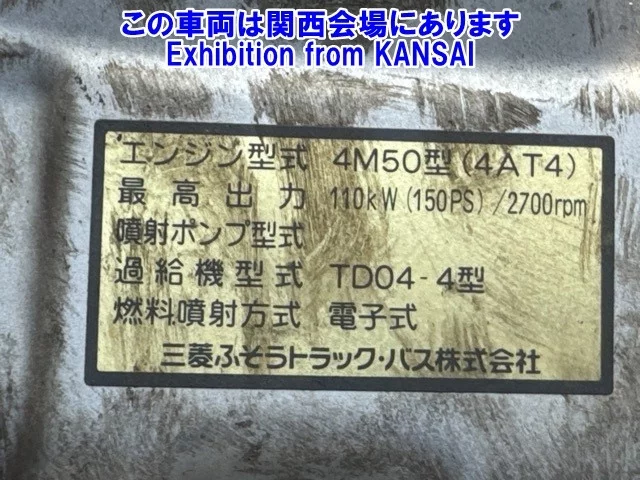 この車両は関西会場にあります
Exhibition from KANSAI
エンジン型式 4M50型(4AT4)
最高出力 110kW(150PS)/2700rpm
噴射ポンプ型式
過給機型式 TD04-4型
燃料噴射方式 電子式
三菱ふそうトラック・バス株式会社